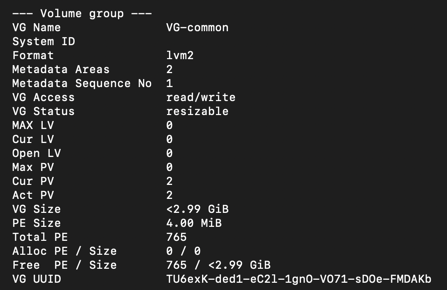 --- Volume group ---
VG Name               VG-common
System ID
Format                lvm2
Metadata Areas        2
Metadata Sequence No  1
VG Access             read/write
VG Status             resizable
MAX LV                0
Cur LV                0
Open LV               0
Max PV                0
Cur PV                2
Act PV                2
VG Size               <2.99 GiB
PE Size               4.00 MiB
Total PE              765
Alloc PE / Size       0 / 0
Free  PE / Size       765 / <2.99 GiB
VG UUID               TU6exK-ded1-eC2l-1gnO-VO71-sDOe-FMDAKb